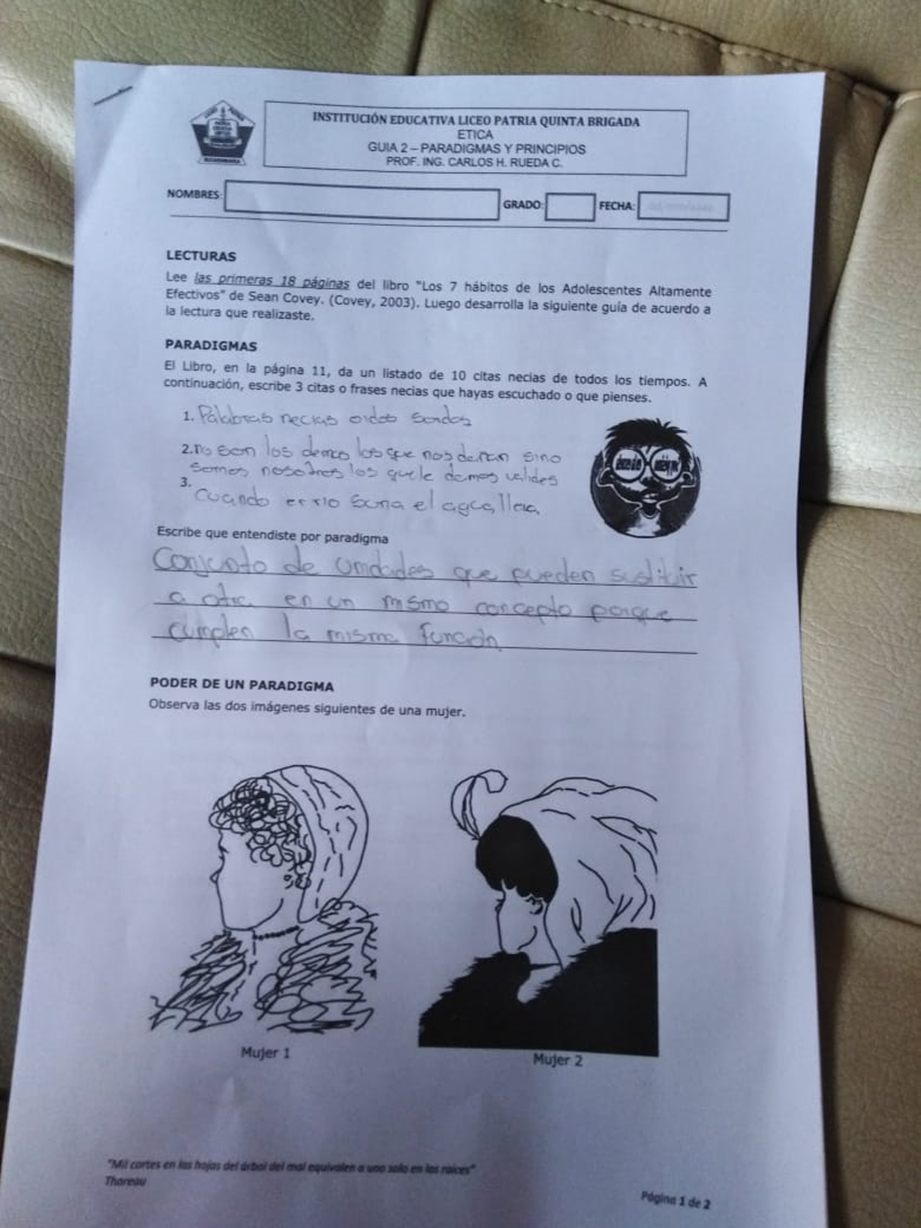 INSTITUCIÓN EDUCATIVA LICEO PATRIA QUINTA BRIGADA
ETICA
GUIA 2 – PARADIGMAS Y PRINCIPIOS
PROF. ING. CARLOS H. RUEDA C.
NOMBRES: GRADO: FECHA:
LECTURAS
Lee las primeras 18 páginas del libro "Los 7 hábitos de los Adolescentes Altamente
Efectivos" de Sean Covey. (Covey, 2003). Luego desarrolla la siguiente guía de acuerdo a
la lectura que realizaste.
PARADIGMAS
El Libro, en la página 11, da un listado de 10 citas necias de todos los tiempos. A
continuación, escribe 3 citas o frases necias que hayas escuchado o que pienses.
1. Palabras necias oidos sordos
2. no son los demas los que nos dañan sino
somos nosotros los que le damos valides
3.
cuando el rio suena el agua lleva
Escribe que entendiste por paradigma
Conjunto de unidades que pueden sustituir
a otra en un mismo concepto porque
cumplen la misma función
PODER DE UN PARADIGMA
Observa las dos imágenes siguientes de una mujer.
Mujer 1 Mujer 2
"Mil cortes en las hojas del árbol del mal equivalen a uno solo en las raíces"
Thoreau
Página 1 de 2